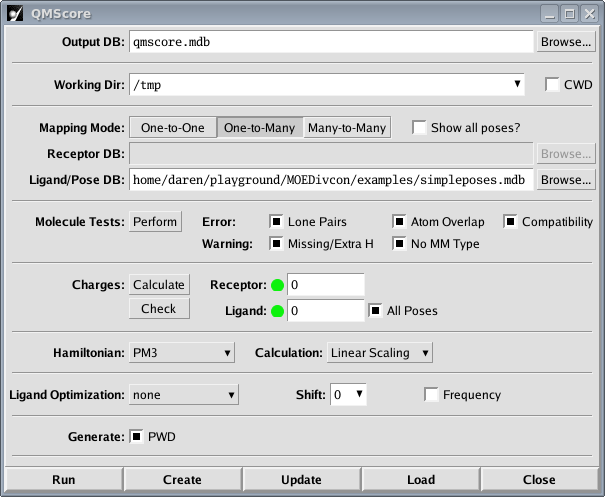 QMScore
Output DB: qmscore.mdb Browse...
Working Dir: /tmp CWD
Mapping Mode: One-to-One One-to-Many Many-to-Many Show all poses?
Receptor DB: Browse...
Ligand/Pose DB: home/daren/playground/MOEDivcon/examples/simpleposes.mdb Browse...
Molecule Tests: Perform Error: Lone Pairs Atom Overlap Compatibility
Warning: Missing/Extra H No MM Type
Charges: Calculate Receptor: 0
Check Ligand: 0 All Poses
Hamiltonian: PM3 Calculation: Linear Scaling
Ligand Optimization: none Shift: 0 Frequency
Generate: PWD
Run Create Update Load Close